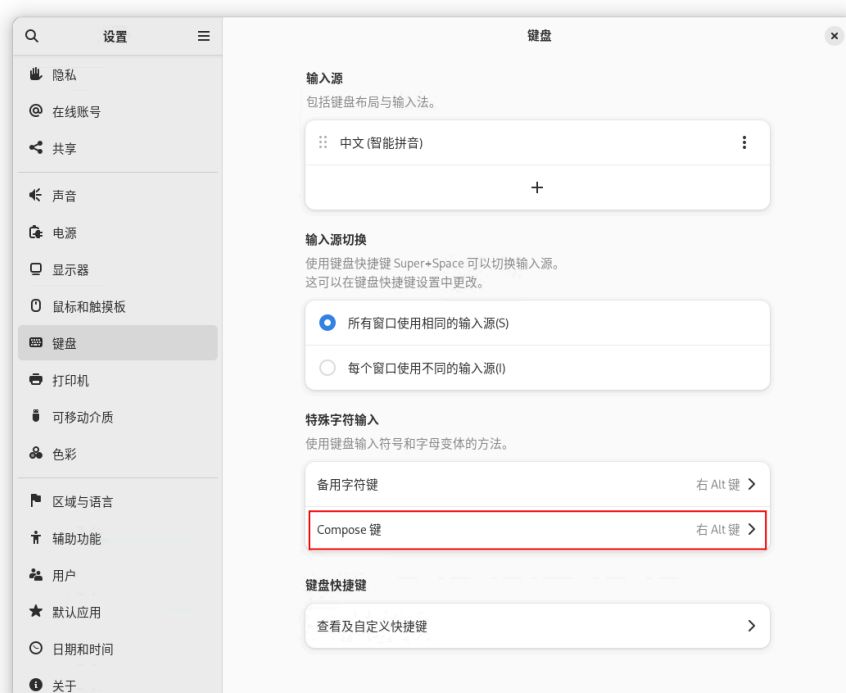 设置
键盘
隐私
在线账号
共享
声音
电源
显示器
鼠标和触摸板
键盘
打印机
可移动介质
色彩
区域与语言
辅助功能
用户
默认应用
日期和时间
关于
输入源
包括键盘布局与输入法。
中文 (智能拼音)
输入源切换
使用键盘快捷键 Super+Space 可以切换输入源。
这可以在键盘快捷键设置中更改。
所有窗口使用相同的输入源(S)
每个窗口使用不同的输入源(I)
特殊字符输入
使用键盘输入符号和字母变体的方法。
备用字符键 右 Alt 键
Compose 键 右 Alt 键
键盘快捷键
查看及自定义快捷键